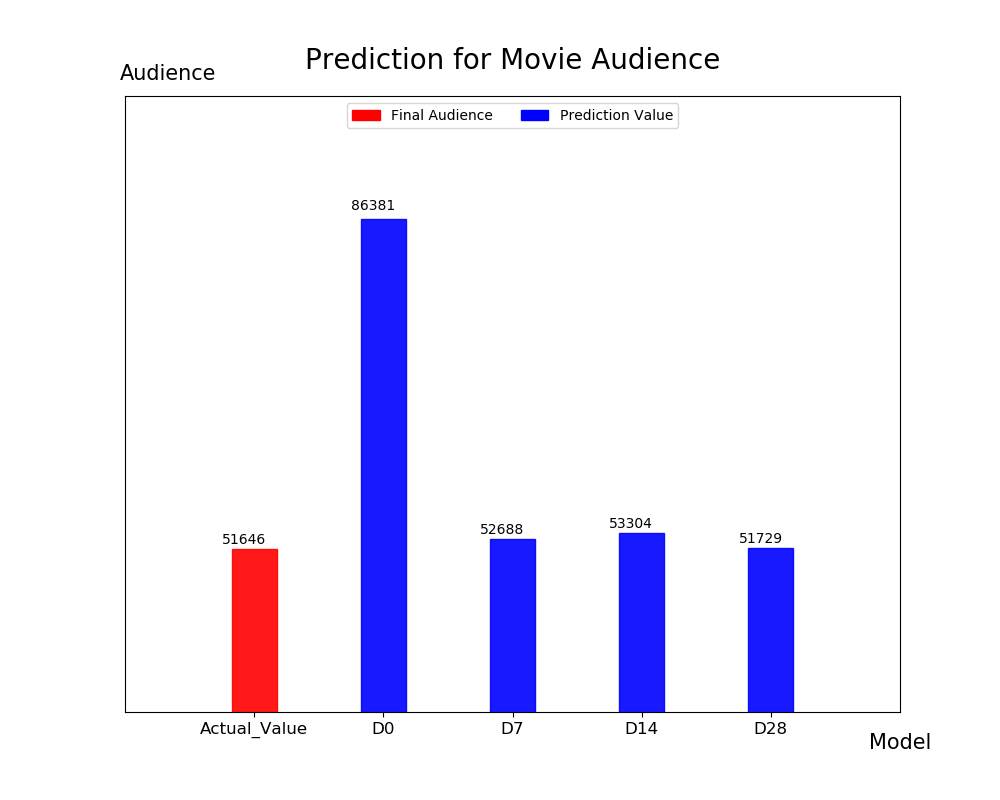 Prediction for Movie Audience
Audience
Final Audience
Prediction Value
86381
51646
52688
53304
51729
Actual_Value
D0
D7
D14
D28
Model